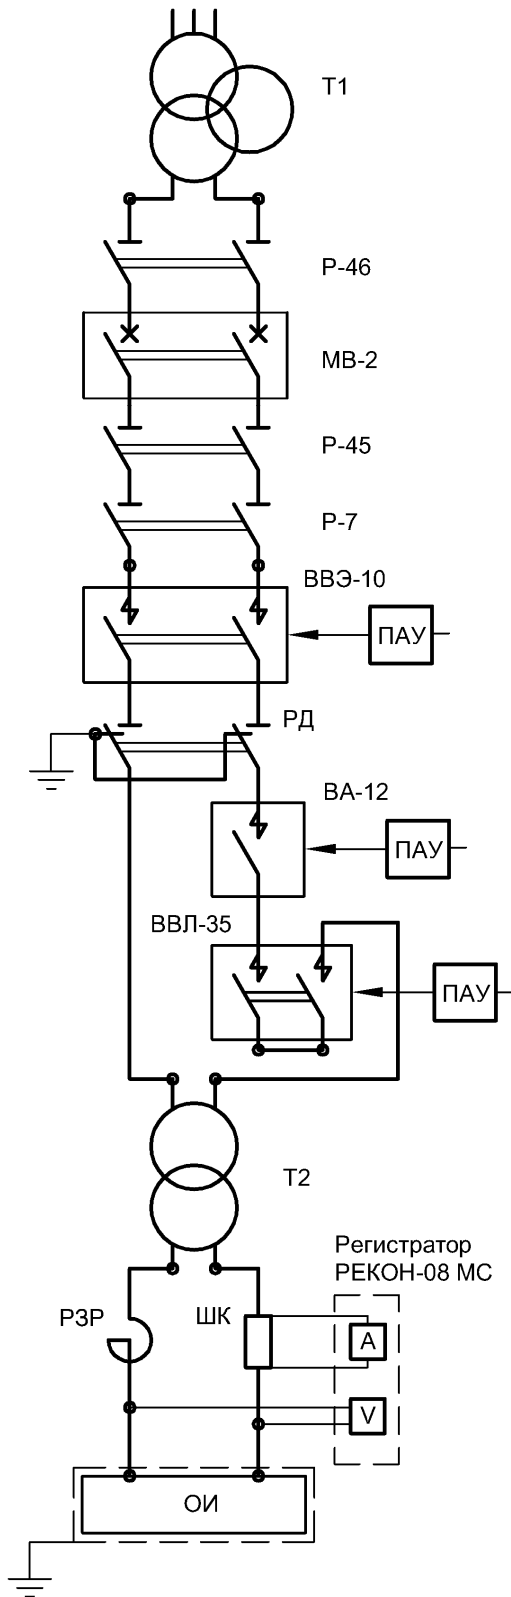 Т1
Р-46
МВ-2
Р-45
Р-7
ВВЭ-10
ПАУ
РД
ВА-12
ПАУ
ВВЛ-35
ПАУ
Т2
Регистратор
РЕКОН-08 МС
РЗР
ШК
А
V
ОИ